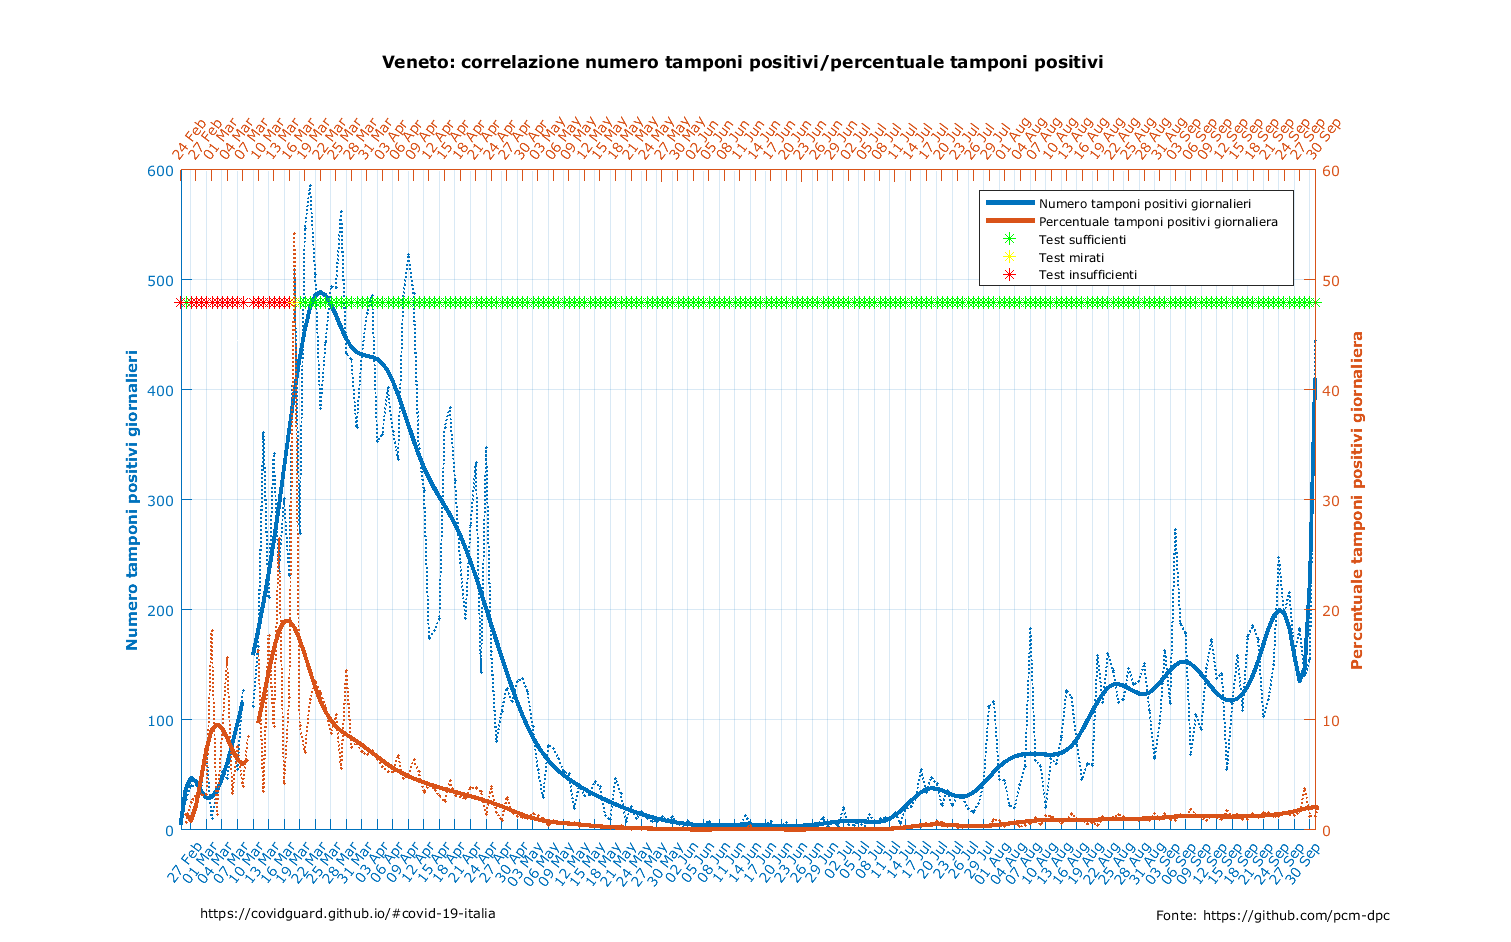 Veneto: correlazione numero tamponi positivi/percentuale tamponi positivi
24 Feb 27 Feb 01 Mar 04 Mar 07 Mar 10 Mar 13 Mar 16 Mar 19 Mar 22 Mar 25 Mar 28 Mar 31 Mar 03 Apr 06 Apr 09 Apr 12 Apr 15 Apr 18 Apr 21 Apr 24 Apr 27 Apr 30 Apr 03 May 06 May 09 May 12 May 15 May 18 May 21 May 24 May 27 May 30 May 02 Jun 05 Jun 08 Jun 11 Jun 14 Jun 17 Jun 20 Jun 23 Jun 26 Jun 29 Jun 02 Jul 05 Jul 08 Jul 11 Jul 14 Jul 17 Jul 20 Jul 23 Jul 26 Jul 29 Jul 01 Aug 04 Aug 07 Aug 10 Aug 13 Aug 16 Aug 19 Aug 22 Aug 25 Aug 28 Aug 31 Aug 03 Sep 06 Sep 09 Sep 12 Sep 15 Sep 18 Sep 21 Sep 24 Sep 27 Sep 30 Sep
600
500
400
300
200
100
0
Numero tamponi positivi giornalieri
Numero tamponi positivi giornalieri
Percentuale tamponi positivi giornaliera
Test sufficienti
Test mirati
Test insufficienti
60
50
40
30
20
10
0
Percentuale tamponi positivi giornaliera
27 Feb 01 Mar 04 Mar 07 Mar 10 Mar 13 Mar 16 Mar 19 Mar 22 Mar 25 Mar 28 Mar 31 Mar 03 Apr 06 Apr 09 Apr 12 Apr 15 Apr 18 Apr 21 Apr 24 Apr 27 Apr 30 Apr 03 May 06 May 09 May 12 May 15 May 18 May 21 May 24 May 27 May 30 May 02 Jun 05 Jun 08 Jun 11 Jun 14 Jun 17 Jun 20 Jun 23 Jun 26 Jun 29 Jun 02 Jul 05 Jul 08 Jul 11 Jul 14 Jul 17 Jul 20 Jul 23 Jul 26 Jul 29 Jul 01 Aug 04 Aug 07 Aug 10 Aug 13 Aug 16 Aug 19 Aug 22 Aug 25 Aug 28 Aug 31 Aug 03 Sep 06 Sep 09 Sep 12 Sep 15 Sep 18 Sep 21 Sep 24 Sep 27 Sep 30 Sep
https://covidguard.github.io/#covid-19-italia
Fonte: https://github.com/pcm-dpc